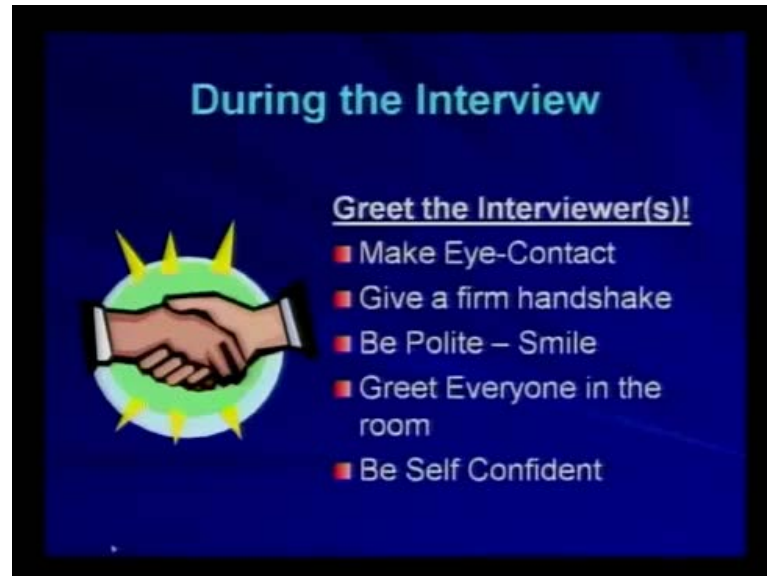 During the Interview
Greet the Interviewer(s)!
Make Eye-Contact
Give a firm handshake
Be Polite – Smile
Greet Everyone in the
room
Be Self Confident